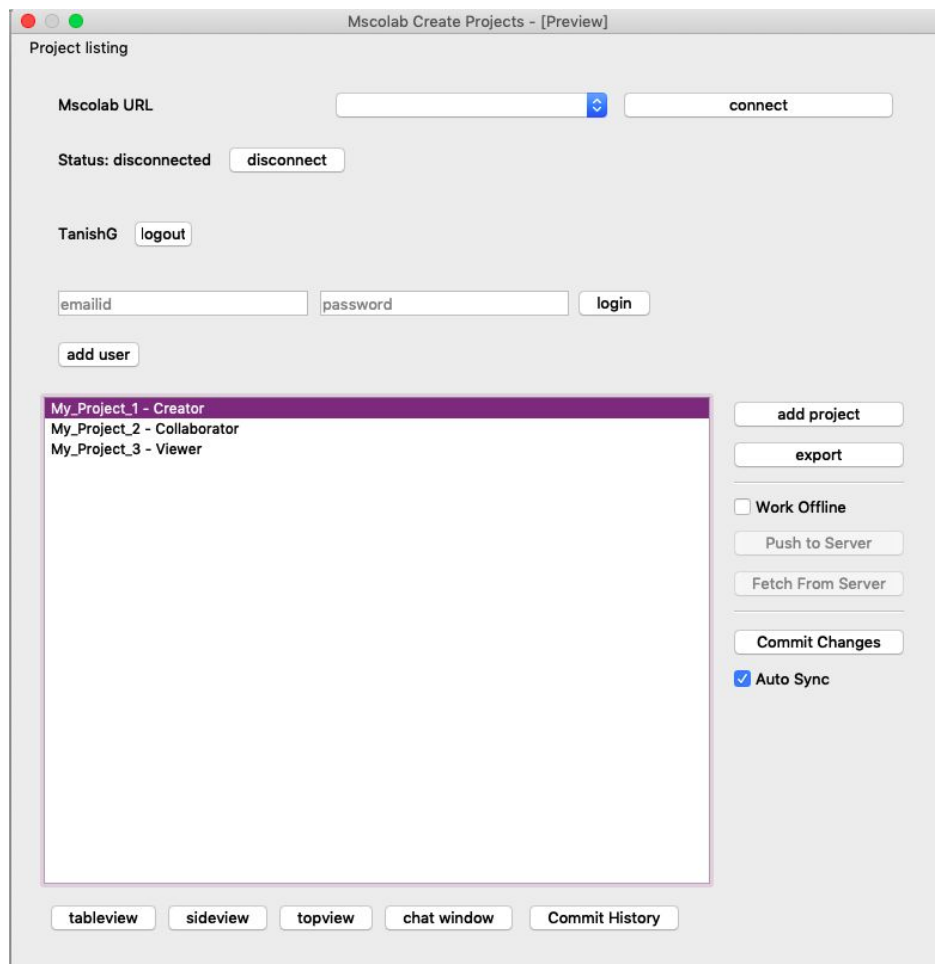 Mscolab Create Projects - [Preview]
Project listing
Mscolab URL connect
Status: disconnected disconnect
TanishG logout
emailid password login
add user
My_Project_1 - Creator
My_Project_2 - Collaborator
My_Project_3 - Viewer
add project
export
Work Offline
Push to Server
Fetch From Server
Commit Changes
Auto Sync
tableview sideview topview chat window Commit History